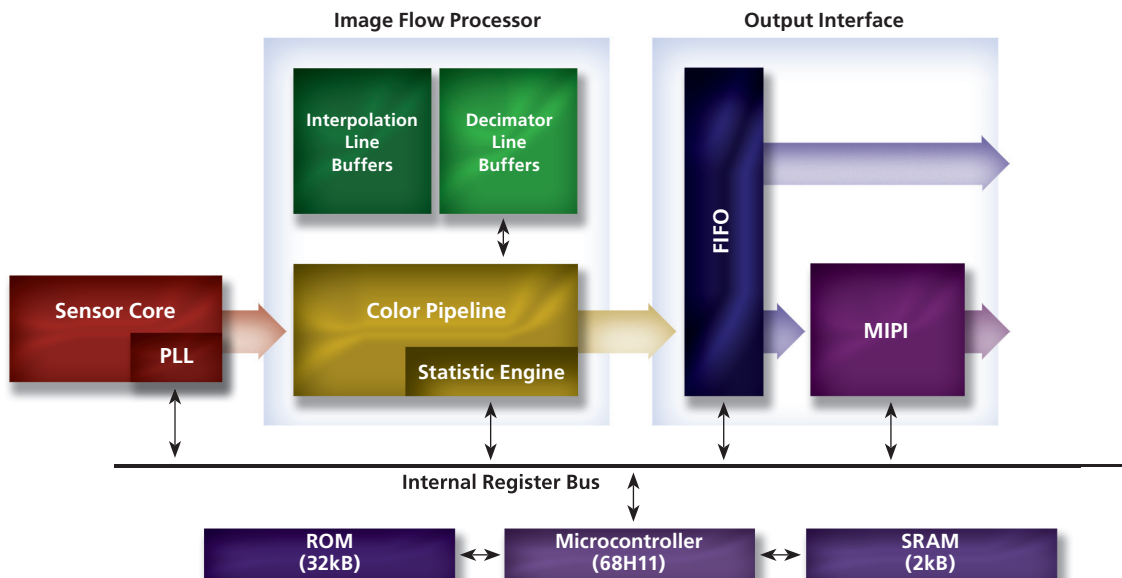 Image Flow Processor
Output Interface
Interpolation
Line
Buffers
Decimator
Line
Buffers
FIFO
Sensor Core
PLL
Color Pipeline
Statistic Engine
MIPI
Internal Register Bus
ROM
(32kB)
Microcontroller
(68H11)
SRAM
(2kB)